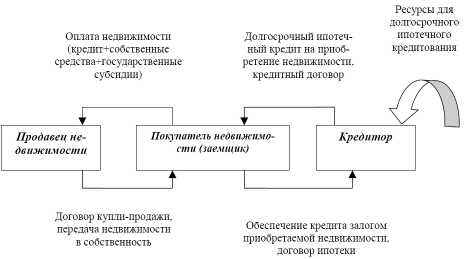 Ресурсы для
долгосрочного
ипотечного
кредитования
Оплата недвижимости
(кредит+собственные
средства+государственные
субсидии)
Долгосрочный ипотеч-
ный кредит на приоб-
ретение недвижимости,
кредитный договор
Продавец не-
движимости
Покупатель недвижимо-
сти (заемщик)
Кредитор
Договор купли-продажи,
передача недвижимости
в собственность
Обеспечение кредита залогом
приобретаемой недвижимости,
договор ипотеки